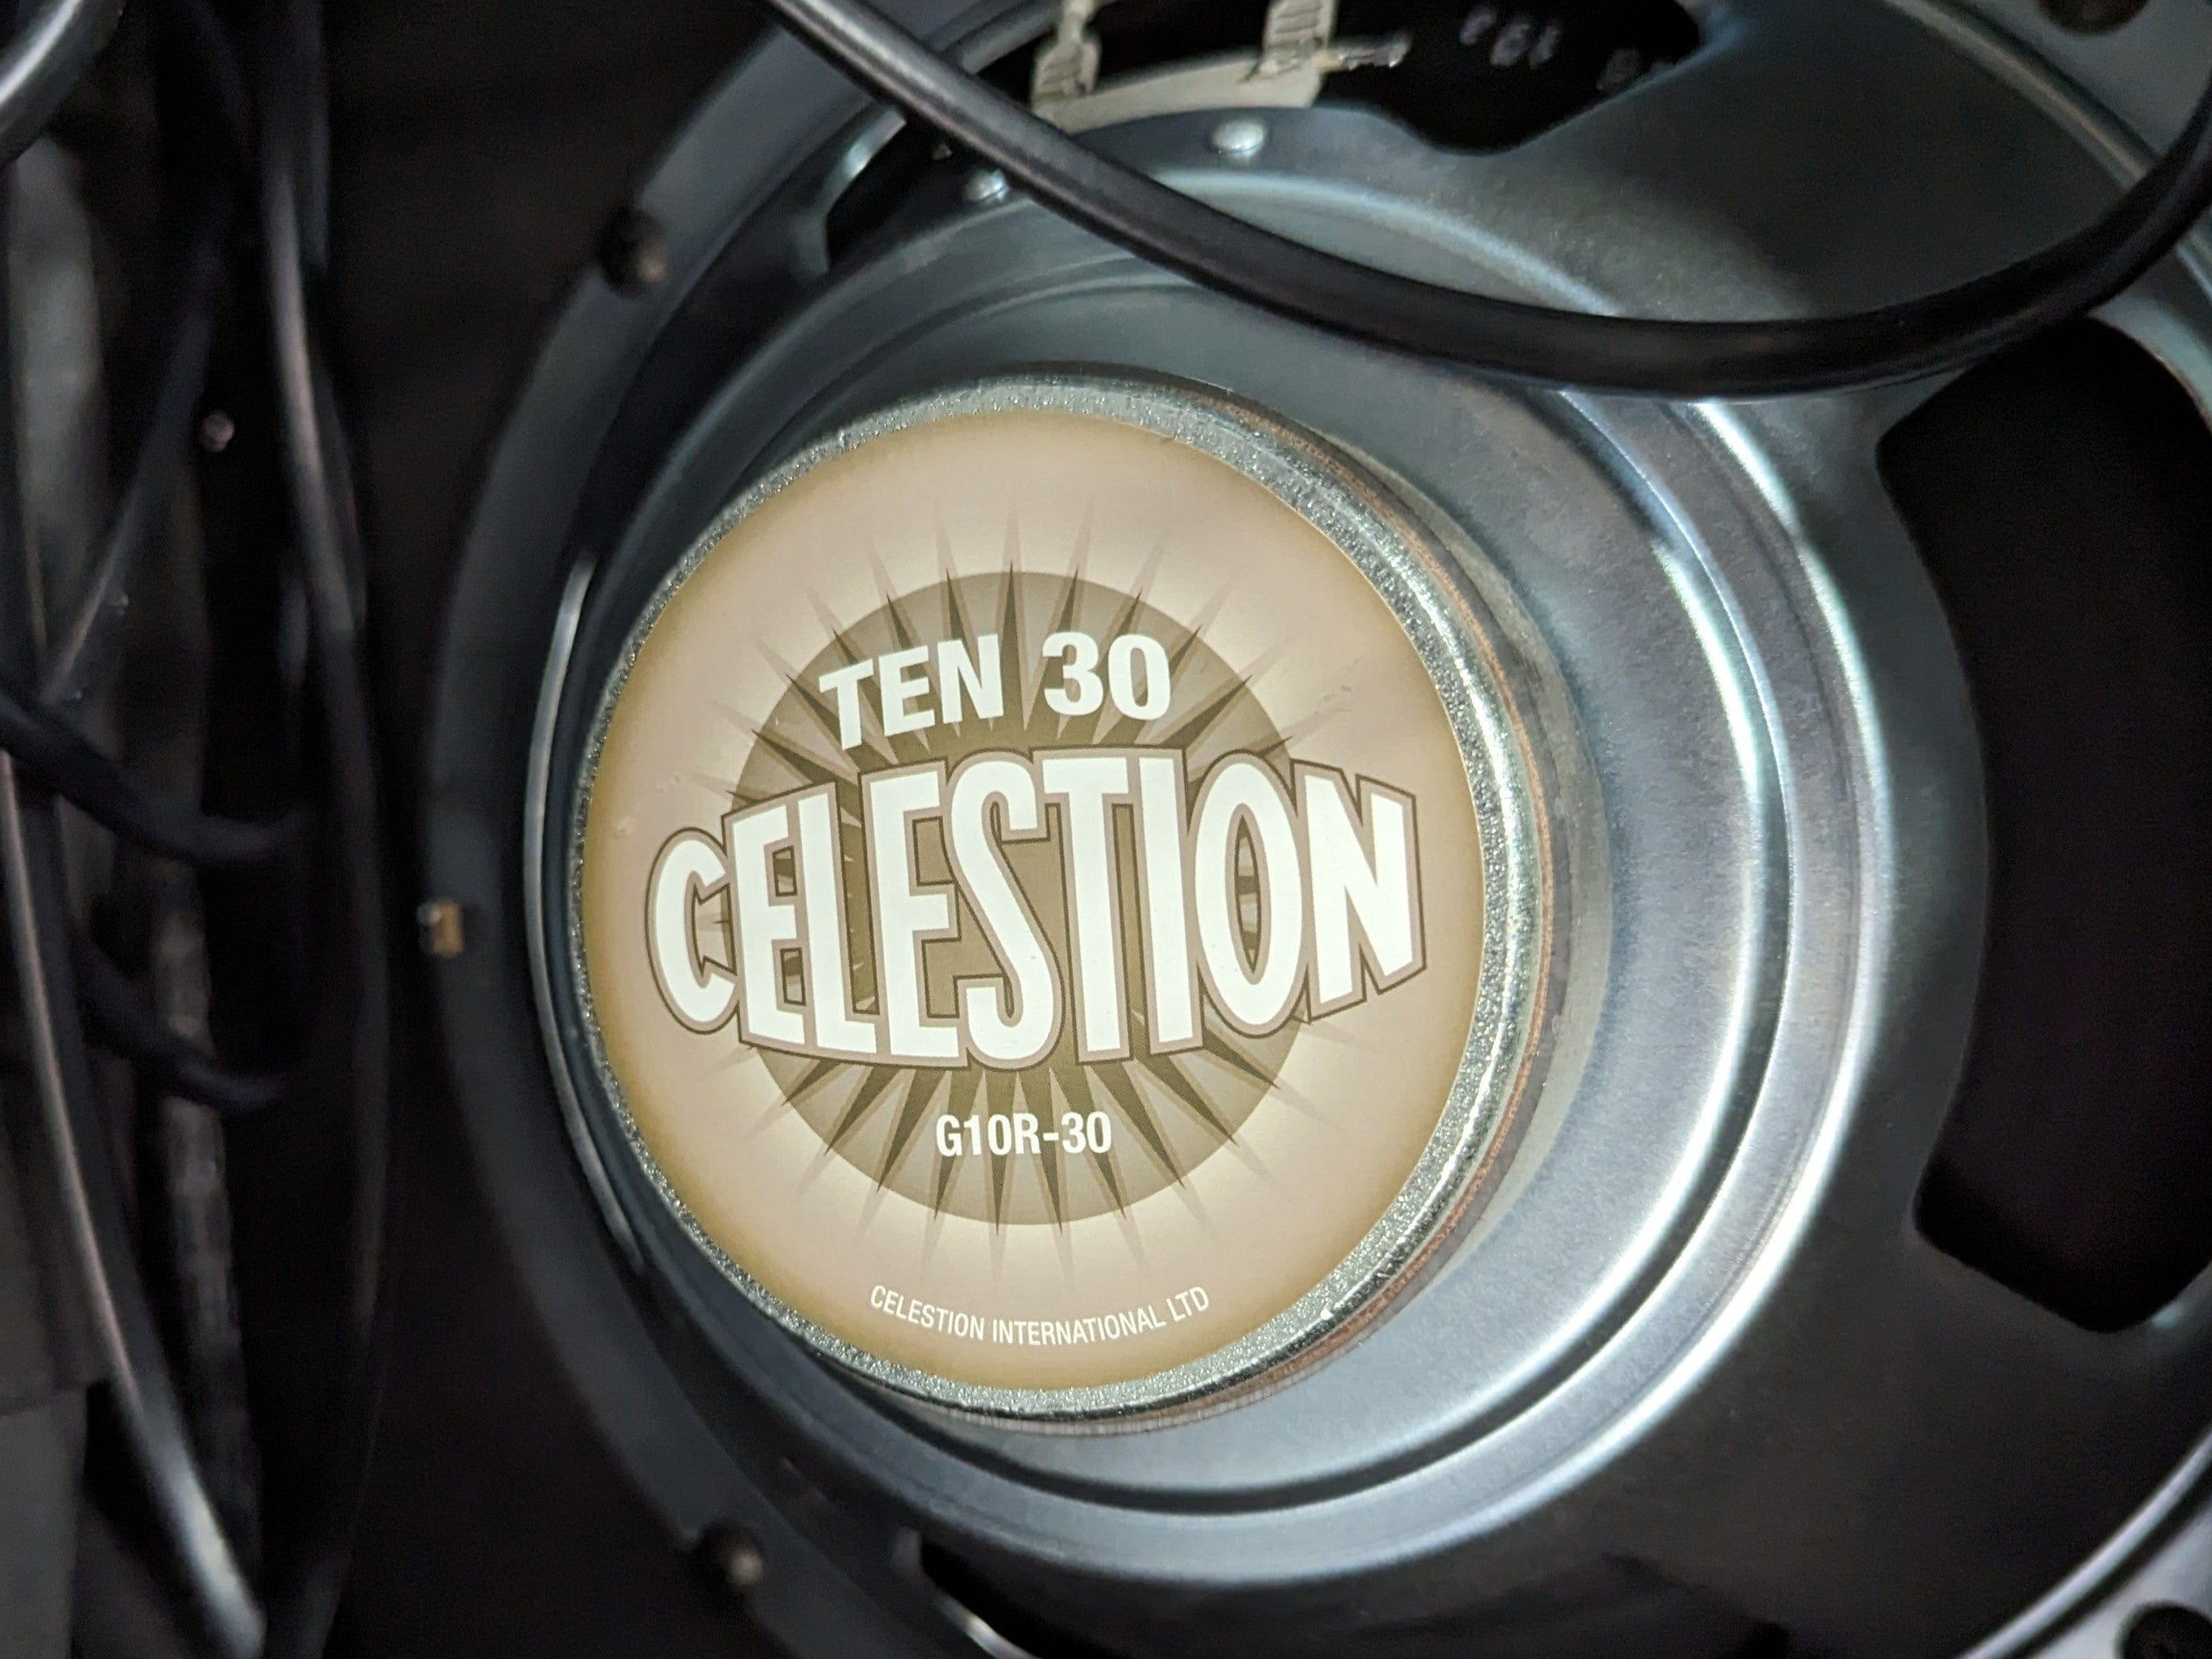 TEN 30
CELESTION
G10R-30
CELESTION INTERNATIONAL LTD